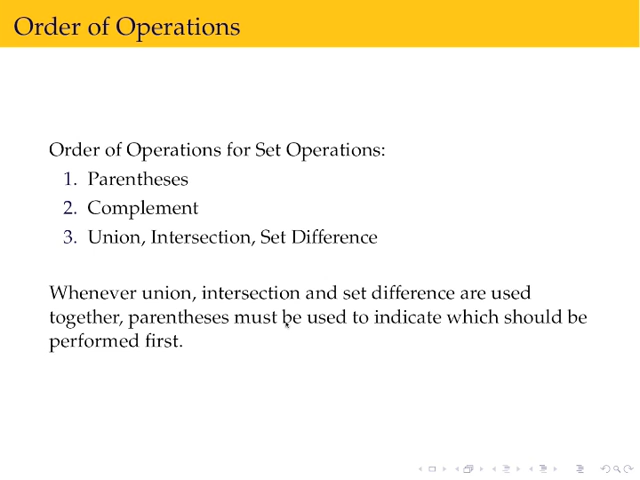 Order of Operations
Order of Operations for Set Operations:
1. Parentheses
2. Complement
3. Union, Intersection, Set Difference
Whenever union, intersection and set difference are used
together, parentheses must be used to indicate which should be
performed first.